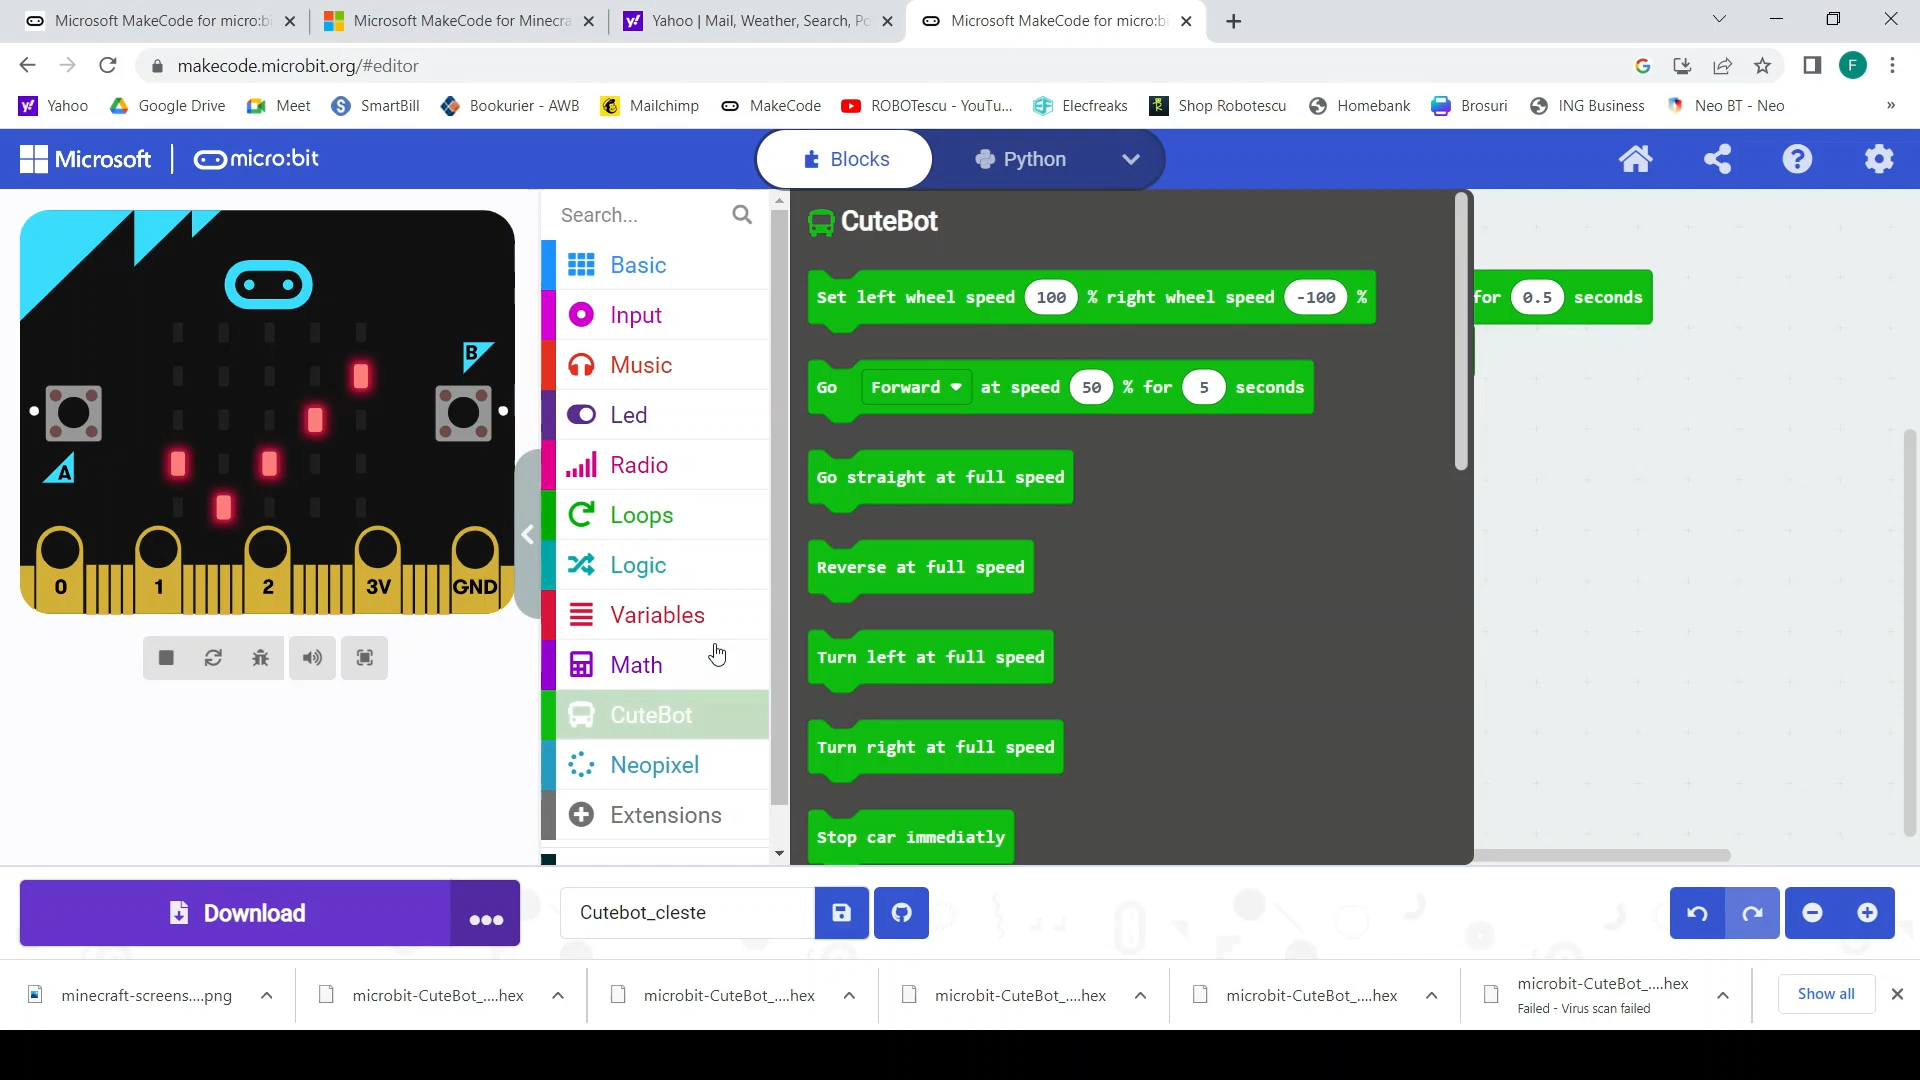 Microsoft MakeCode for micro:bi
Microsoft MakeCode for Minecra
Yahoo | Mail, Weather, Search, Po
Microsoft MakeCode for micro:bi
makecode.microbit.org/#editor
F
Yahoo
Google Drive
Meet
SmartBill
Bookurier - AWB
Mailchimp
MakeCode
ROBOTescu - YouTu...
Elecfreaks
Shop Robotescu
Homebank
Brosuri
ING Business
Neo BT - Neo
»
Microsoft
micro:bit
Blocks
Python
B
A
0
1
2
3V
GND
Search...
Basic
Input
Music
Led
Radio
Loops
Logic
Variables
Math
CuteBot
Neopixel
Extensions
CuteBot
Set left wheel speed 100 % right wheel speed -100 %
for 0.5 seconds
Go Forward at speed 50 % for 5 seconds
Go straight at full speed
Reverse at full speed
Turn left at full speed
Turn right at full speed
Stop car immediatly
Download
Cutebot_cleste
minecraft-screens....png
microbit-CuteBot_....hex
microbit-CuteBot_....hex
microbit-CuteBot_....hex
microbit-CuteBot_....hex
microbit-CuteBot_....hex
Failed - Virus scan failed
Show all